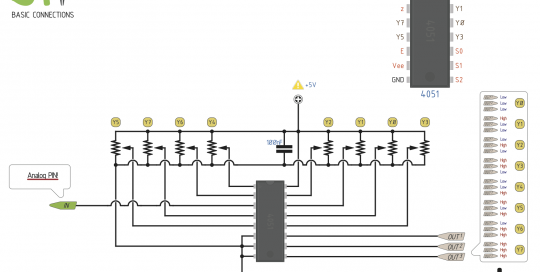 BASIC CONNECTIONS
z Y1
Y7 Y0
Y5 Y3
E S0
Vee S1
GND S2
4051
+5V
Y5 Y7 Y6 Y4 Y2 Y1 Y0 Y3
100nF
Analog PIN!
IN
OUT1
OUT2
OUT3
Low
Low
Low
Y0
High
Low
Low
Y1
Low
High
Low
Y2
High
High
Low
Y3
Low
Low
High
Y4
High
Low
High
Y5
Low
High
High
Y6
High
High
High
Y7